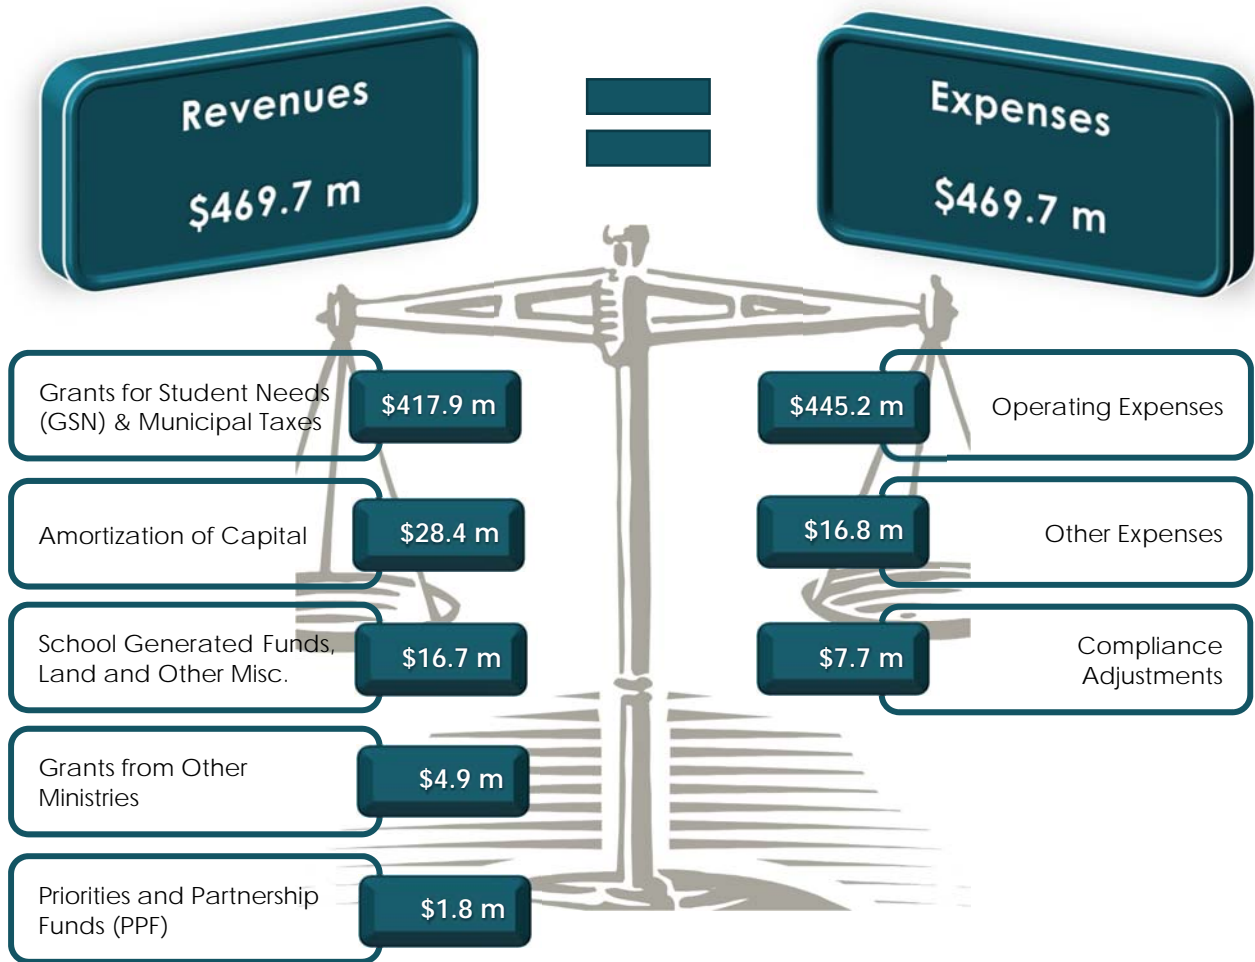 Revenues
$469.7 m
Expenses
$469.7 m
Grants for Student Needs
(GSN) & Municipal Taxes
$417.9 m
Amortization of Capital
$28.4 m
School Generated Funds,
Land and Other Misc.
$16.7 m
Grants from Other
Ministries
$4.9 m
Priorities and Partnership
Funds (PPF)
$1.8 m
$445.2 m
Operating Expenses
$16.8 m
Other Expenses
$7.7 m
Compliance
Adjustments